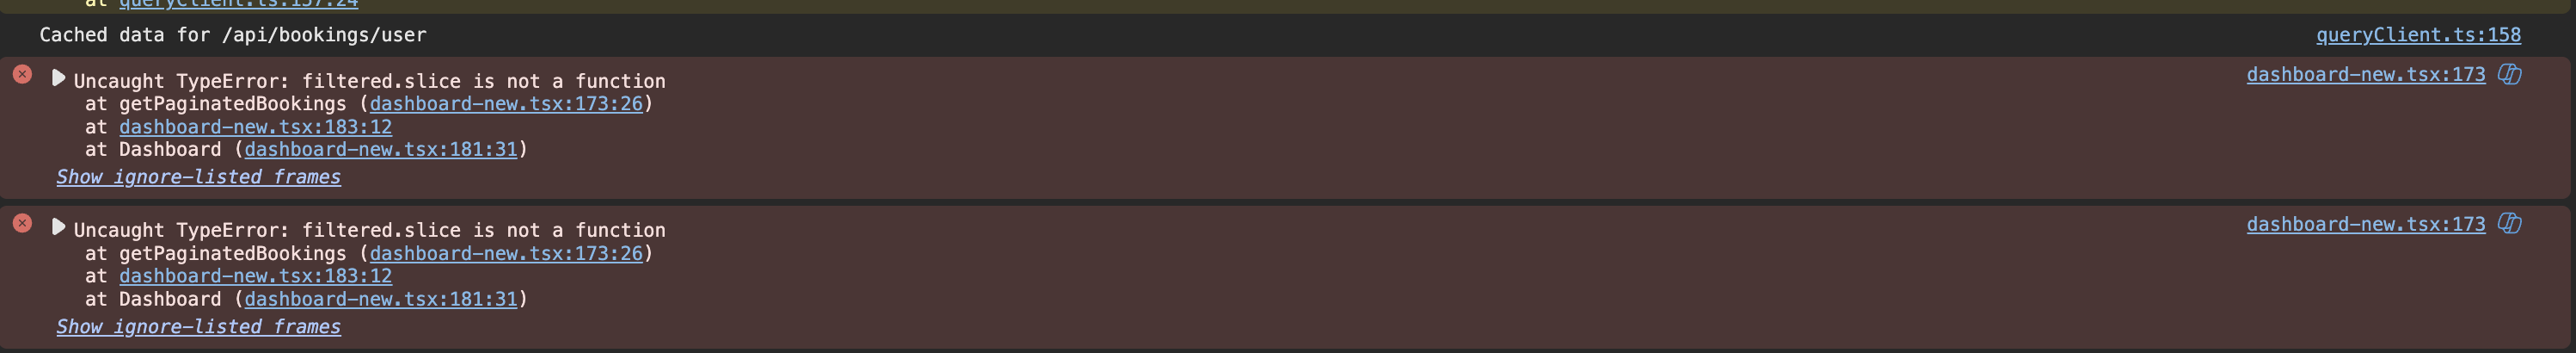 at queryClient.ts:157:24
Cached data for /api/bookings/user queryClient.ts:158
Uncaught TypeError: filtered.slice is not a function dashboard-new.tsx:173
at getPaginatedBookings (dashboard-new.tsx:173:26)
at dashboard-new.tsx:183:12
at Dashboard (dashboard-new.tsx:181:31)
Show ignore-listed frames
Uncaught TypeError: filtered.slice is not a function dashboard-new.tsx:173
at getPaginatedBookings (dashboard-new.tsx:173:26)
at dashboard-new.tsx:183:12
at Dashboard (dashboard-new.tsx:181:31)
Show ignore-listed frames